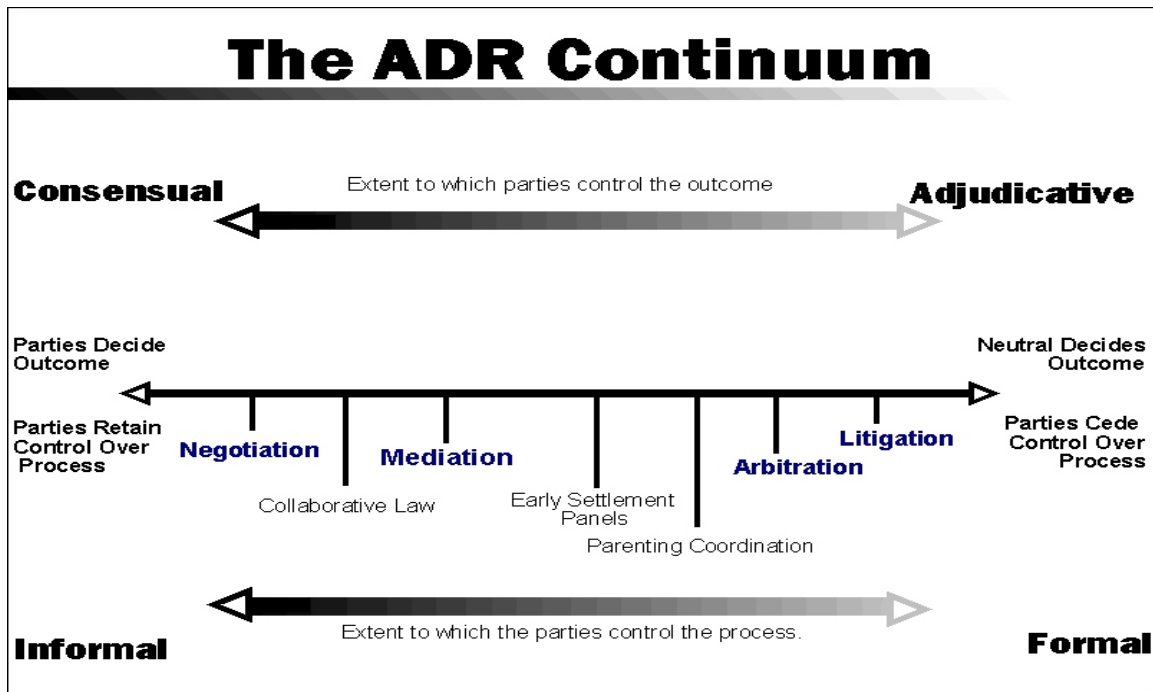 The ADR Continuum
Consensual
Extent to which parties control the outcome
Adjudicative
Parties Decide
Outcome
Neutral Decides
Outcome
Parties Retain
Control Over
Process
Negotiation
Collaborative Law
Mediation
Early Settlement
Panels
Parenting Coordination
Arbitration
Litigation
Parties Cede
Control Over
Process
Informal
Extent to which the parties control the process.
Formal